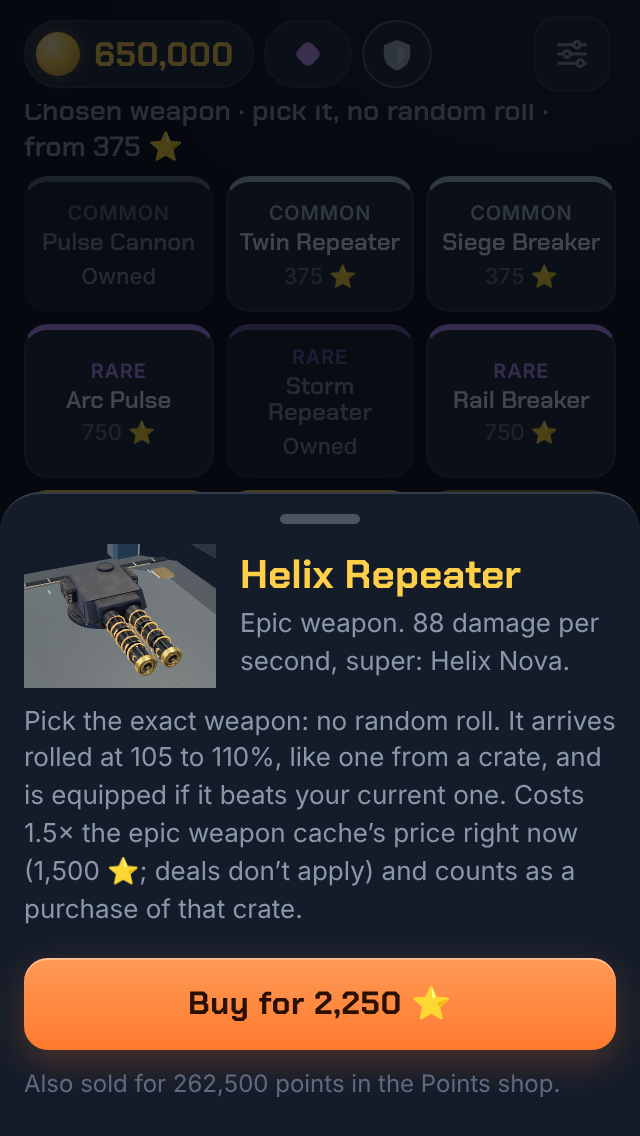 650,000
Chosen weapon · pick it, no random roll ·
from 375 ⭐
COMMON
Pulse Cannon
Owned
COMMON
Twin Repeater
375 ⭐
COMMON
Siege Breaker
375 ⭐
RARE
Arc Pulse
750 ⭐
RARE
Storm
Repeater
Owned
RARE
Rail Breaker
750 ⭐
Helix Repeater
Epic weapon. 88 damage per
second, super: Helix Nova.
Pick the exact weapon: no random roll. It arrives
rolled at 105 to 110%, like one from a crate, and
is equipped if it beats your current one. Costs
1.5× the epic weapon cache’s price right now
(1,500 ⭐; deals don’t apply) and counts as a
purchase of that crate.
Buy for 2,250 ⭐
Also sold for 262,500 points in the Points shop.